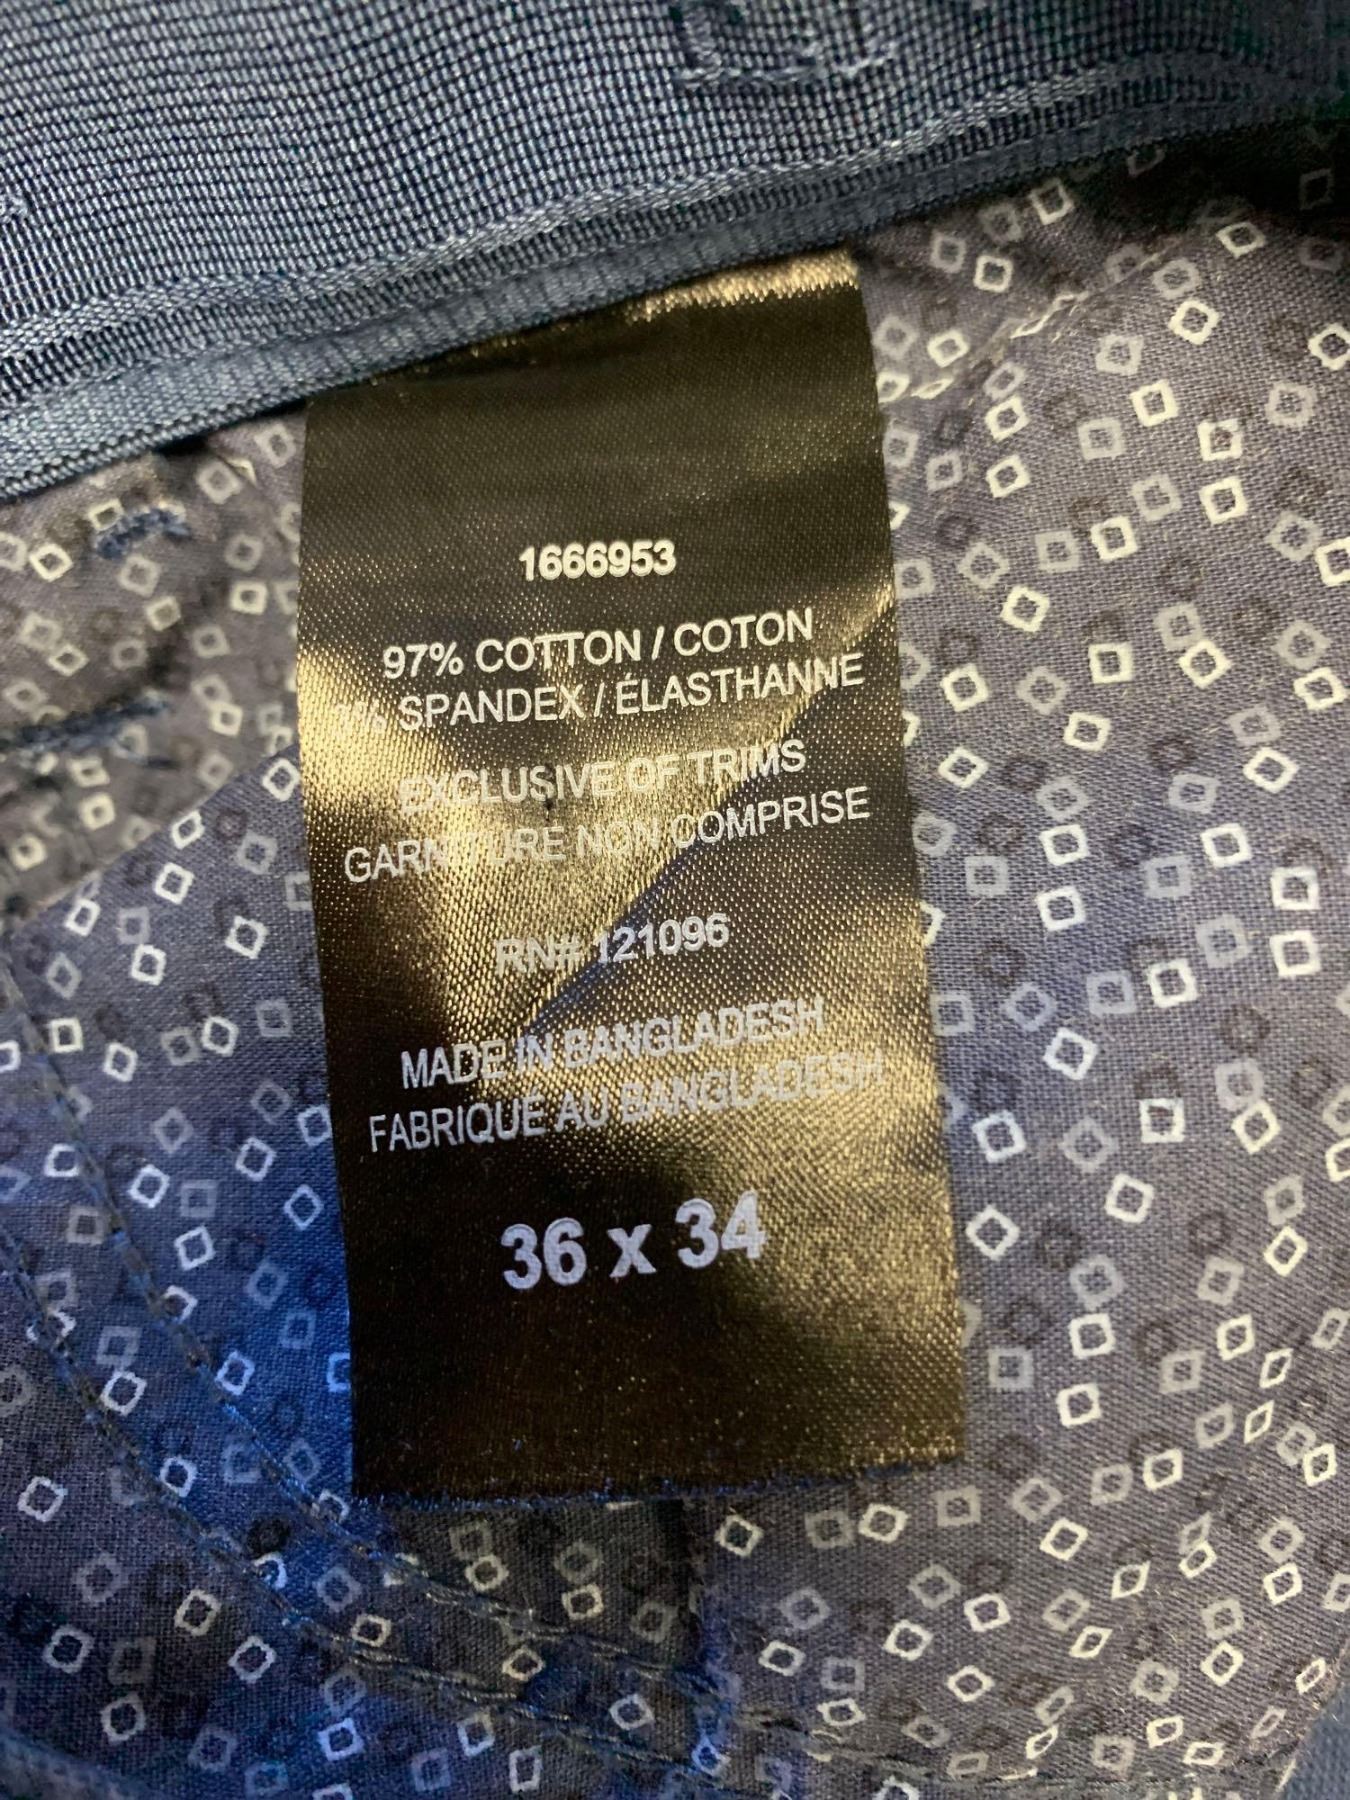 1666953
97% COTTON / COTON
% SPANDEX / ÉLASTHANNE
EXCLUSIVE OF TRIMS
GARNITURE NON COMPRISE
RN# 121096
MADE IN BANGLADESH
FABRIQUÉ AU BANGLADESH
36 x 34